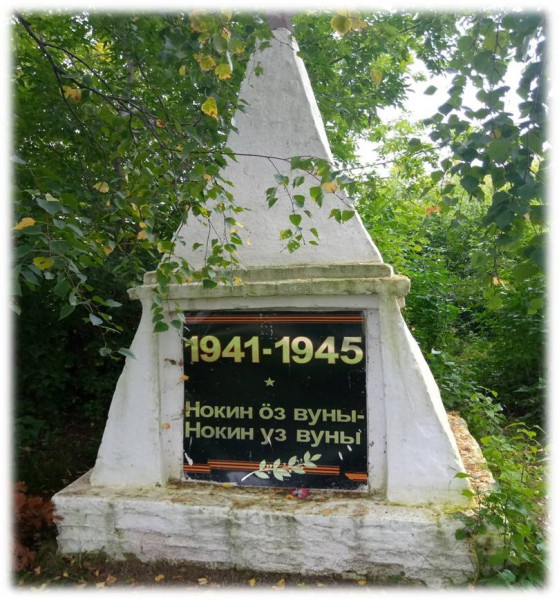 1941-1945
Нокин ӧз вуны-
Нокин уз вуны